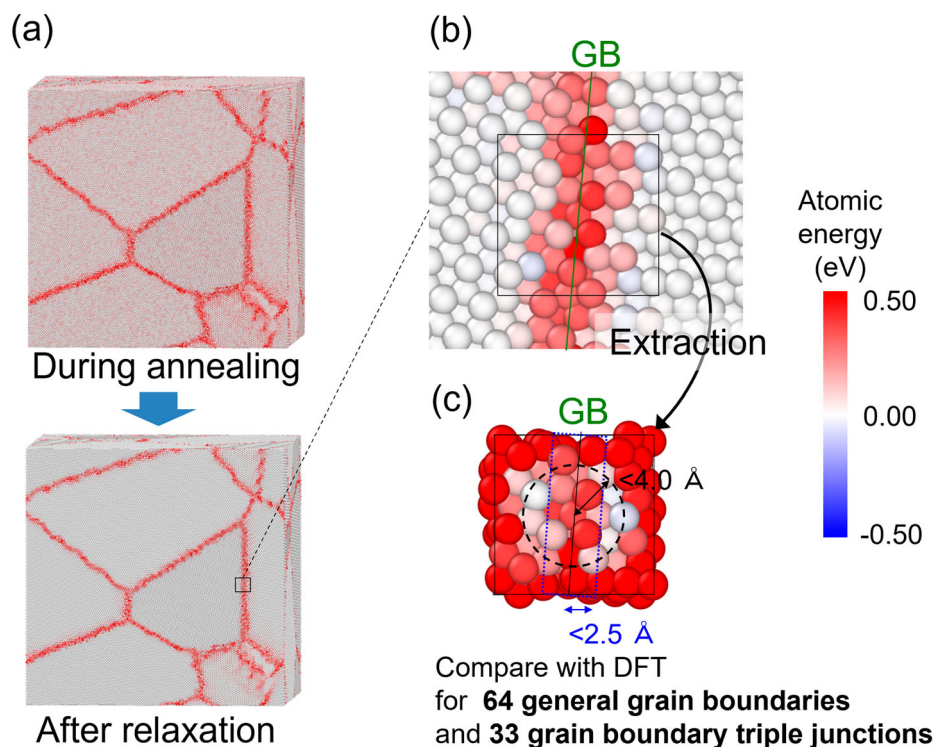 (a)
During annealing
After relaxation
(b)
GB
Extraction
(c)
GB
<4.0 Å
<2.5 Å
Compare with DFT
for 64 general grain boundaries
and 33 grain boundary triple junctions
Atomic
energy
(eV)
0.50
0.00
-0.50